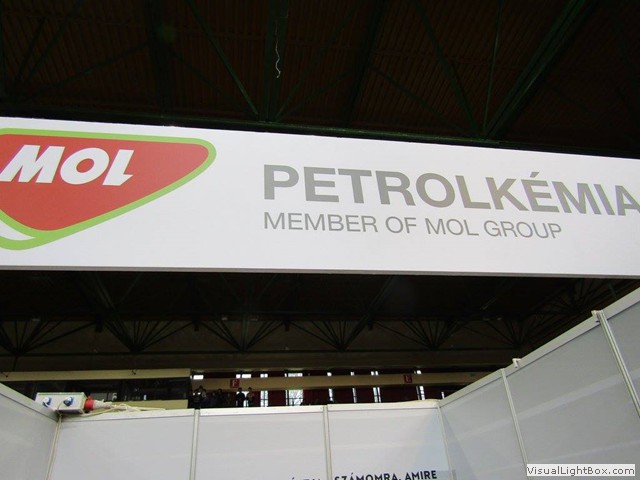 MOL
PETROLKÉMIA
MEMBER OF MOL GROUP
SZÁMOMRA, AMIRE
VisualLightBox.com